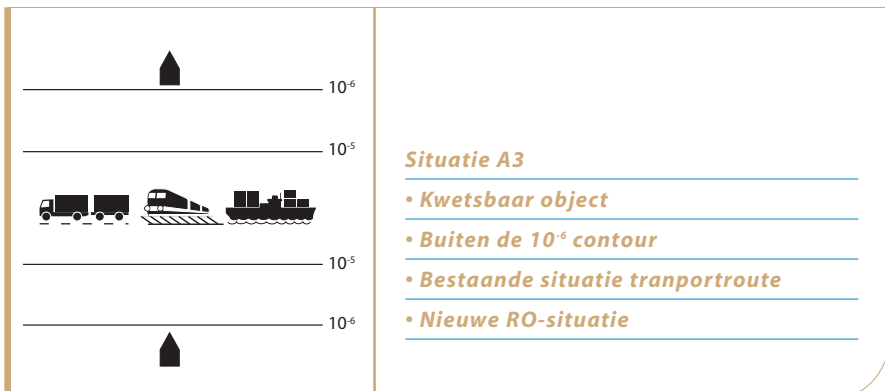 10⁻⁶
10⁻⁵
10⁻⁵
10⁻⁶
Situatie A3
• Kwetsbaar object
• Buiten de 10⁻⁶ contour
• Bestaande situatie tranportroute
• Nieuwe RO-situatie